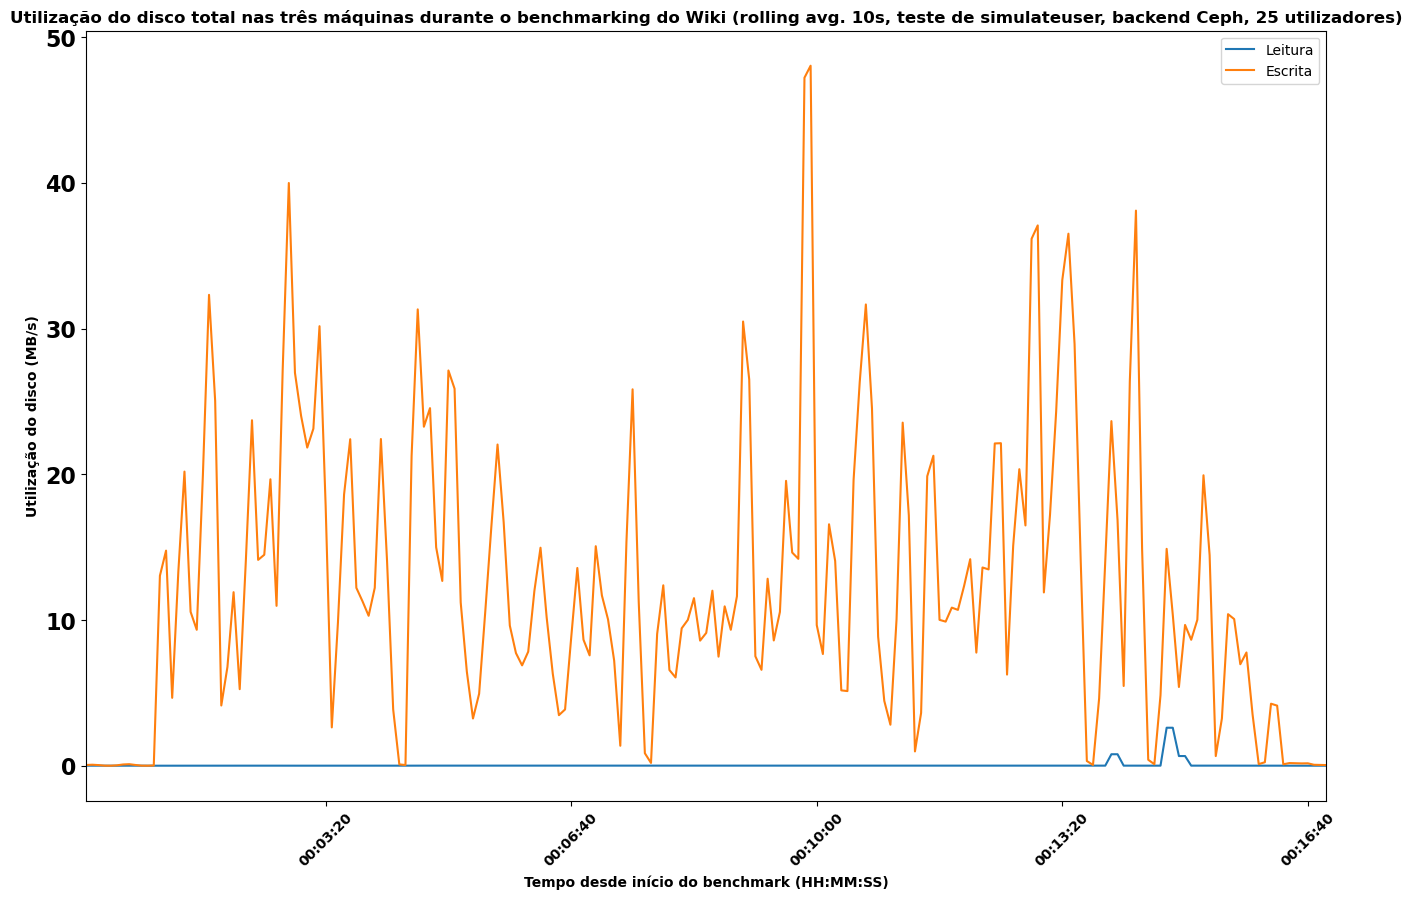 Utilização do disco total nas três máquinas durante o benchmarking do Wiki (rolling avg. 10s, teste de simulateuser, backend Ceph, 25 utilizadores)
Leitura
Escrita
50
40
30
20
10
0
Utilização do disco (MB/s)
00:03:20
00:06:40
00:10:00
00:13:20
00:16:40
Tempo desde início do benchmark (HH:MM:SS)